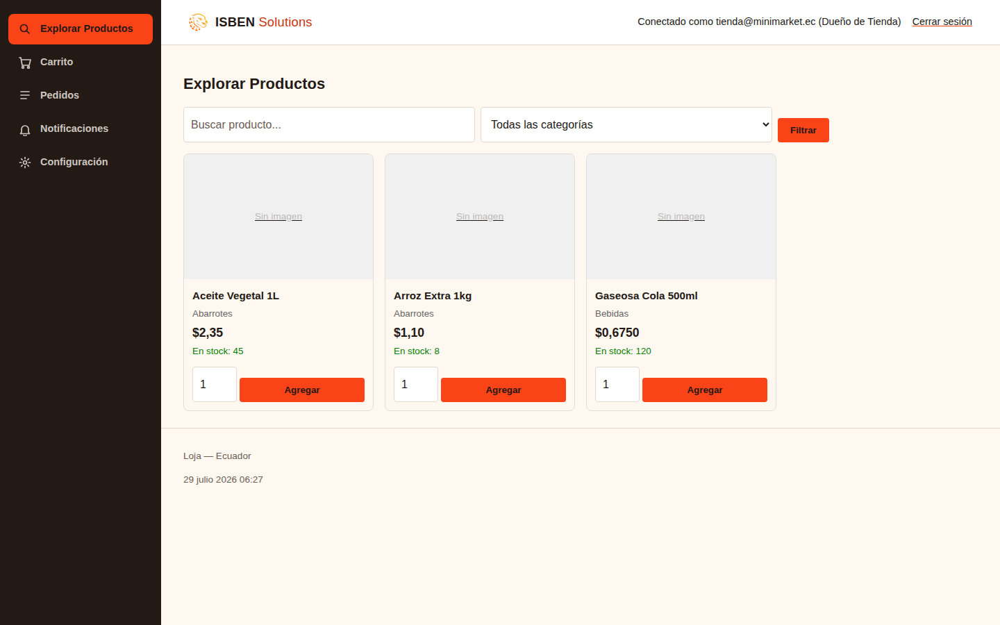 Explorar Productos
Carrito
Pedidos
Notificaciones
Configuración
ISBEN Solutions
Conectado como tienda@minimarket.ec (Dueño de Tienda)
Cerrar sesión
Explorar Productos
Buscar producto...
Todas las categorías
Filtrar
Sin imagen
Aceite Vegetal 1L
Abarrotes
$2,35
En stock: 45
1
Agregar
Sin imagen
Arroz Extra 1kg
Abarrotes
$1,10
En stock: 8
1
Agregar
Sin imagen
Gaseosa Cola 500ml
Bebidas
$0,6750
En stock: 120
1
Agregar
Loja — Ecuador
29 julio 2026 06:27